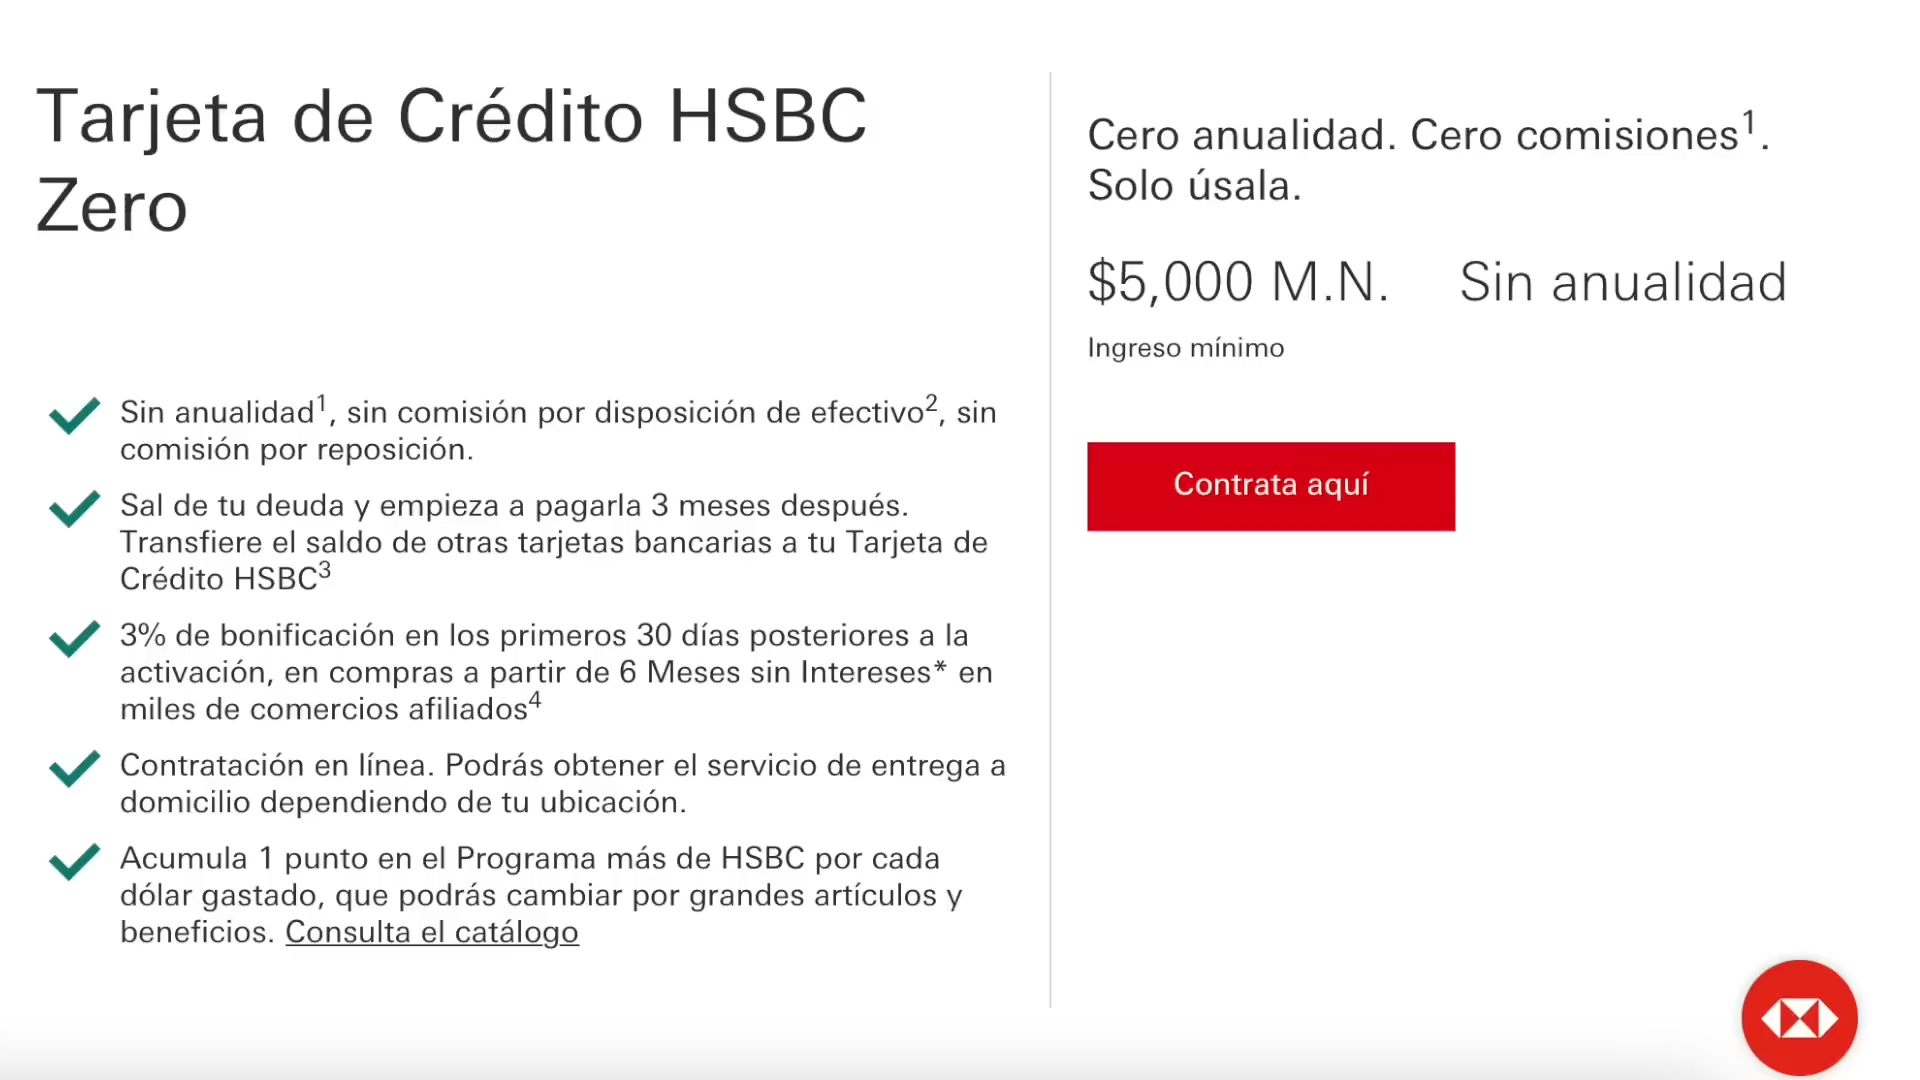 Tarjeta de Crédito HSBC
Zero
Sin anualidad1, sin comisión por disposición de efectivo2, sin
comisión por reposición.
Sal de tu deuda y empieza a pagarla 3 meses después.
Transfiere el saldo de otras tarjetas bancarias a tu Tarjeta de
Crédito HSBC3
3% de bonificación en los primeros 30 días posteriores a la
activación, en compras a partir de 6 Meses sin Intereses* en
miles de comercios afiliados4
Contratación en línea. Podrás obtener el servicio de entrega a
domicilio dependiendo de tu ubicación.
Acumula 1 punto en el Programa más de HSBC por cada
dólar gastado, que podrás cambiar por grandes artículos y
beneficios. Consulta el catálogo
Cero anualidad. Cero comisiones1.
Solo úsala.
$5,000 M.N. Sin anualidad
Ingreso mínimo
Contrata aquí